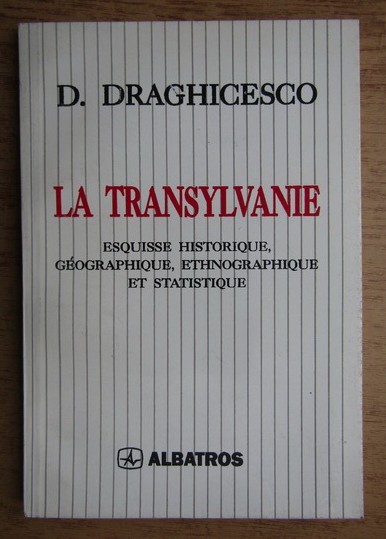 D. DRAGHICESCO
LA TRANSYLVANIE
ESQUISSE HISTORIQUE,
GÉOGRAPHIQUE, ETHNOGRAPHIQUE
ET STATISTIQUE
ALBATROS